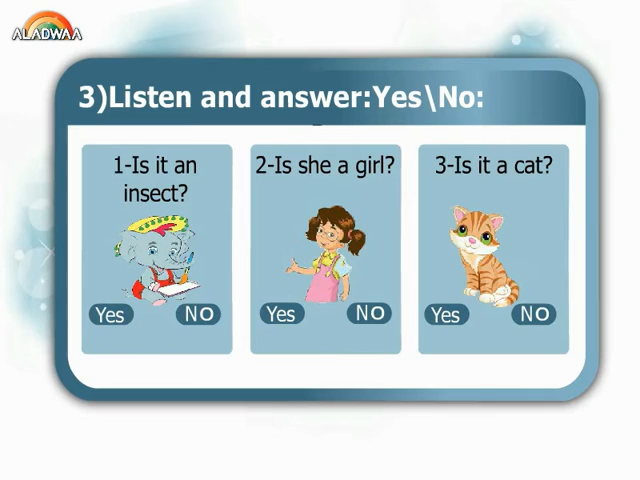 ALADWAA
3)Listen and answer:Yes\No:
1-Is it an
insect?
Yes
NO
2-Is she a girl?
Yes
NO
3-Is it a cat?
Yes
NO